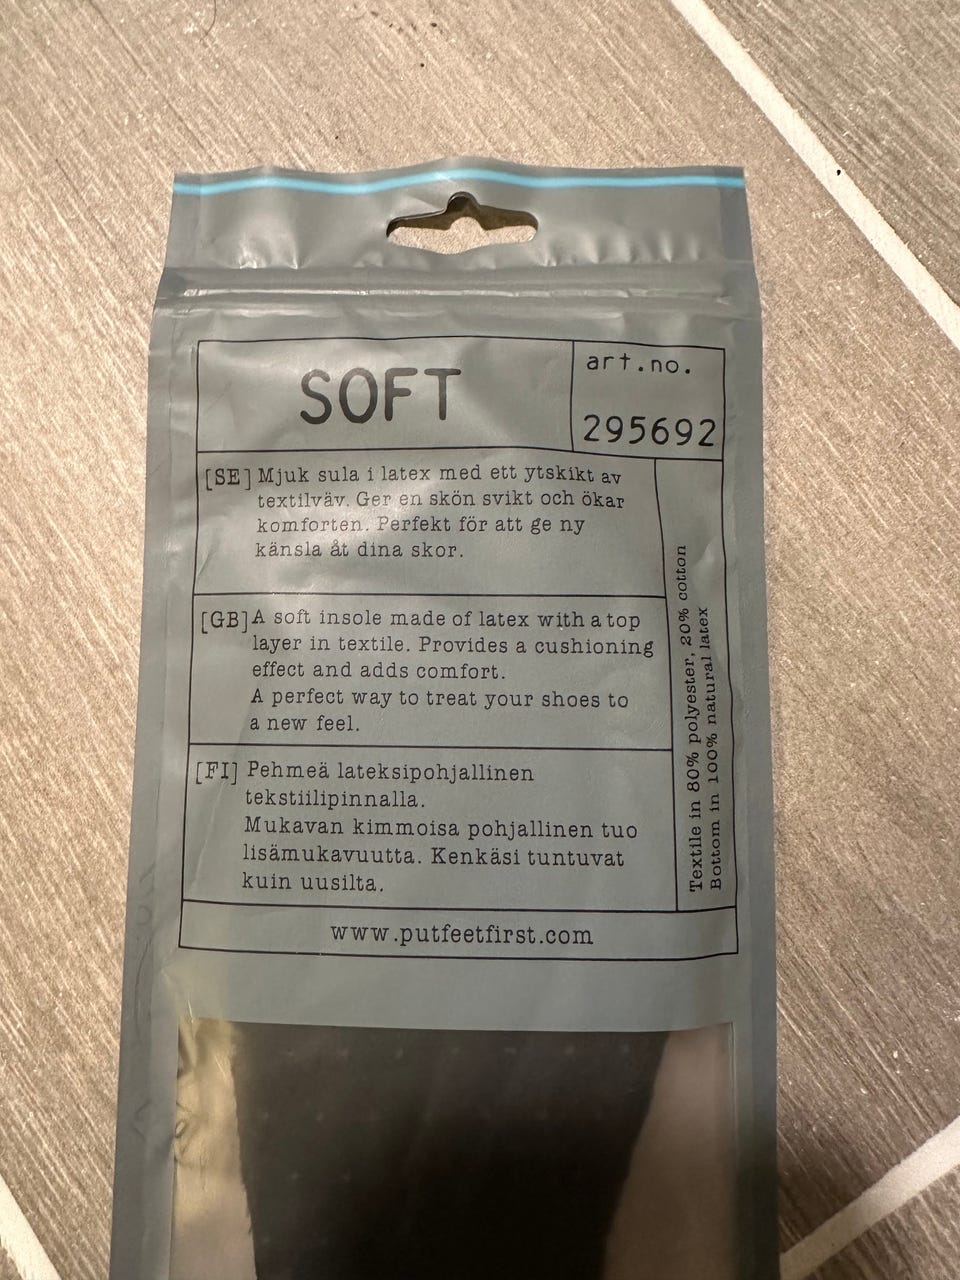 SOFT
art.no.
295692
[SE] Mjuk sula i latex med ett ytskikt av
textilväv. Ger en skön svikt och ökar
komforten. Perfekt för att ge ny
känsla åt dina skor.
[GB] A soft insole made of latex with a top
layer in textile. Provides a cushioning
effect and adds comfort.
A perfect way to treat your shoes to
a new feel.
[FI] Pehmeä lateksipohjallinen
tekstiilipinnalla.
Mukavan kimmoisa pohjallinen tuo
lisämukavuutta. Kenkäsi tuntuvat
kuin uusilta.
Textile in 80% polyester, 20% cotton
Bottom in 100% natural latex
www.putfeetfirst.com